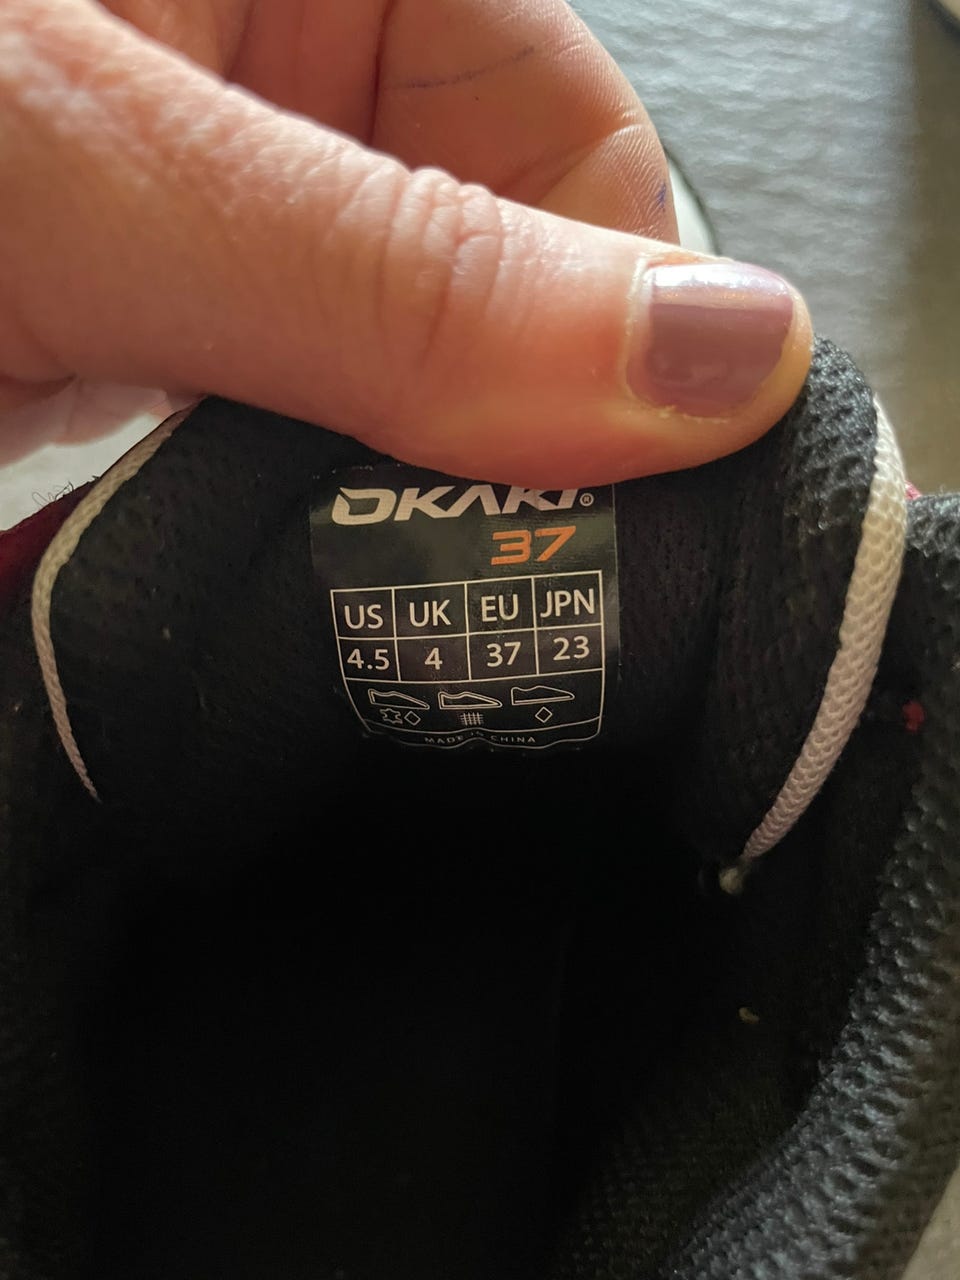 OKAKI®
37
US UK EU JPN
4.5 4 37 23
MADE IN CHINA